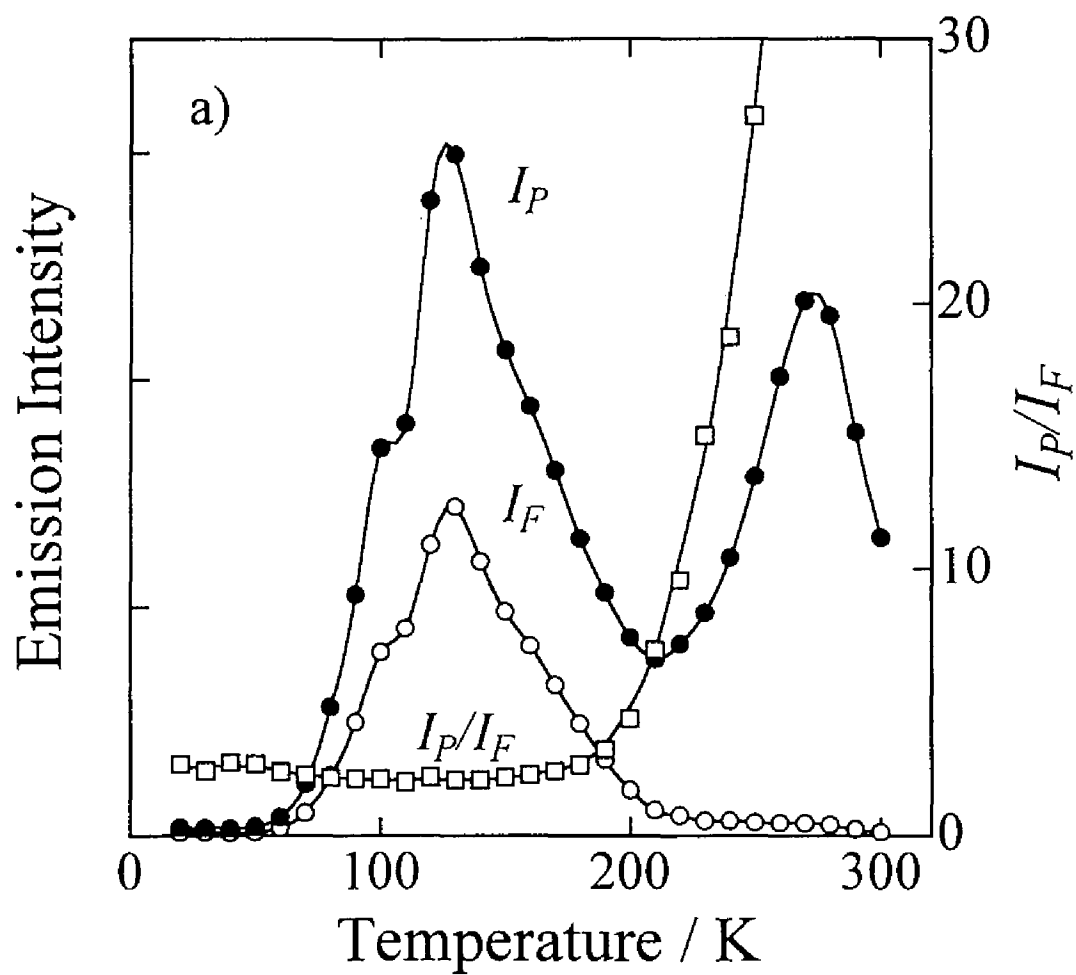 a)
I_P
I_F
I_P/I_F
Emission Intensity
30
20
10
0
I_P/I_F
0
100
200
300
Temperature / K